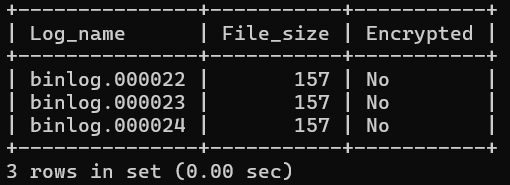 +---------------+-----------+-----------+
| Log_name      | File_size | Encrypted |
+---------------+-----------+-----------+
| binlog.000022 |       157 | No        |
| binlog.000023 |       157 | No        |
| binlog.000024 |       157 | No        |
+---------------+-----------+-----------+
3 rows in set (0.00 sec)